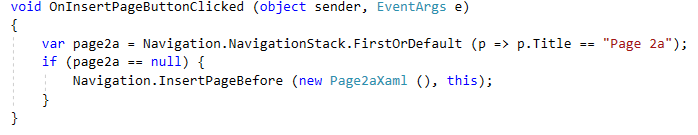 void OnInsertPageButtonClicked (object sender, EventArgs e)
{
    var page2a = Navigation.NavigationStack.FirstOrDefault (p => p.Title == "Page 2a");
    if (page2a == null) {
        Navigation.InsertPageBefore (new Page2aXaml (), this);
    }
}